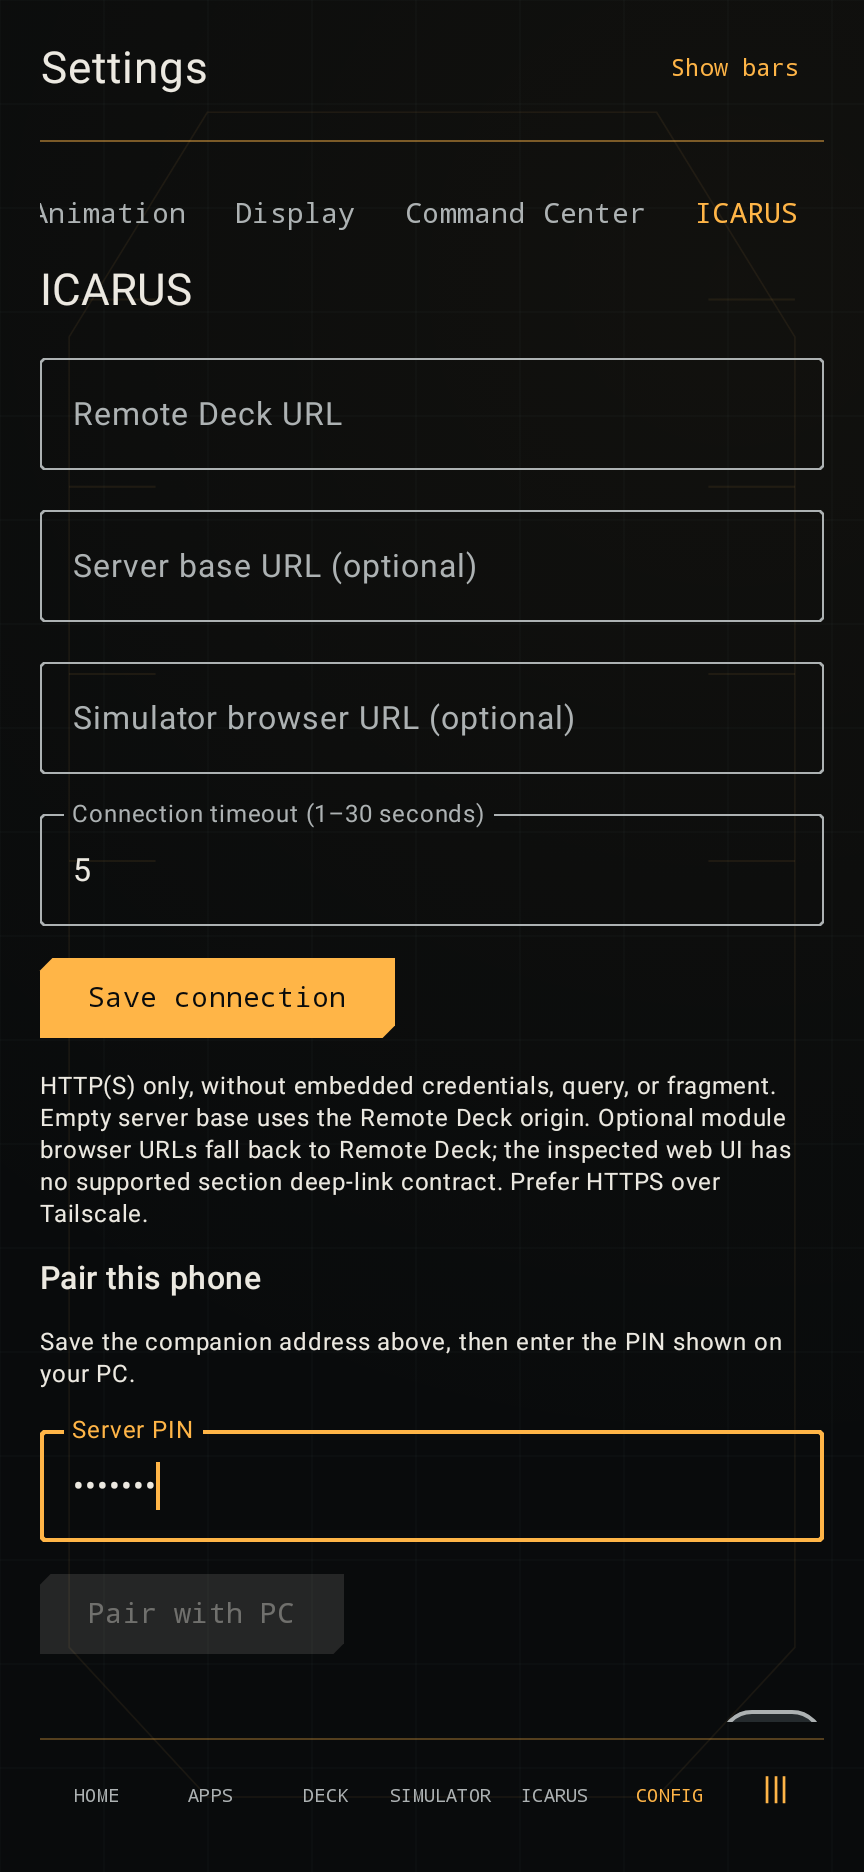 Settings
Show bars
Animation Display Command Center ICARUS
ICARUS
Remote Deck URL
Server base URL (optional)
Simulator browser URL (optional)
Connection timeout (1–30 seconds)
5
Save connection
HTTP(S) only, without embedded credentials, query, or fragment.
Empty server base uses the Remote Deck origin. Optional module
browser URLs fall back to Remote Deck; the inspected web UI has
no supported section deep-link contract. Prefer HTTPS over
Tailscale.
Pair this phone
Save the companion address above, then enter the PIN shown on
your PC.
Server PIN
•••••••
Pair with PC
HOME APPS DECK SIMULATOR ICARUS CONFIG